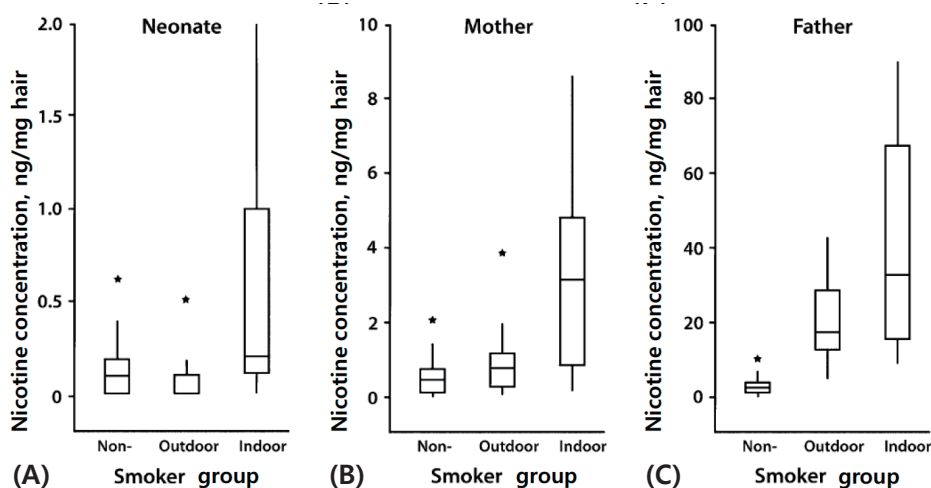 Neonate
Nicotine concentration, ng/mg hair
2.0
1.5
1.0
0.5
0
Non- Outdoor Indoor
(A) Smoker group
Mother
Nicotine concentration, ng/mg hair
10
8
6
4
2
0
Non- Outdoor Indoor
(B) Smoker group
Father
Nicotine concentration, ng/mg hair
100
80
60
40
20
0
Non- Outdoor Indoor
(C) Smoker group